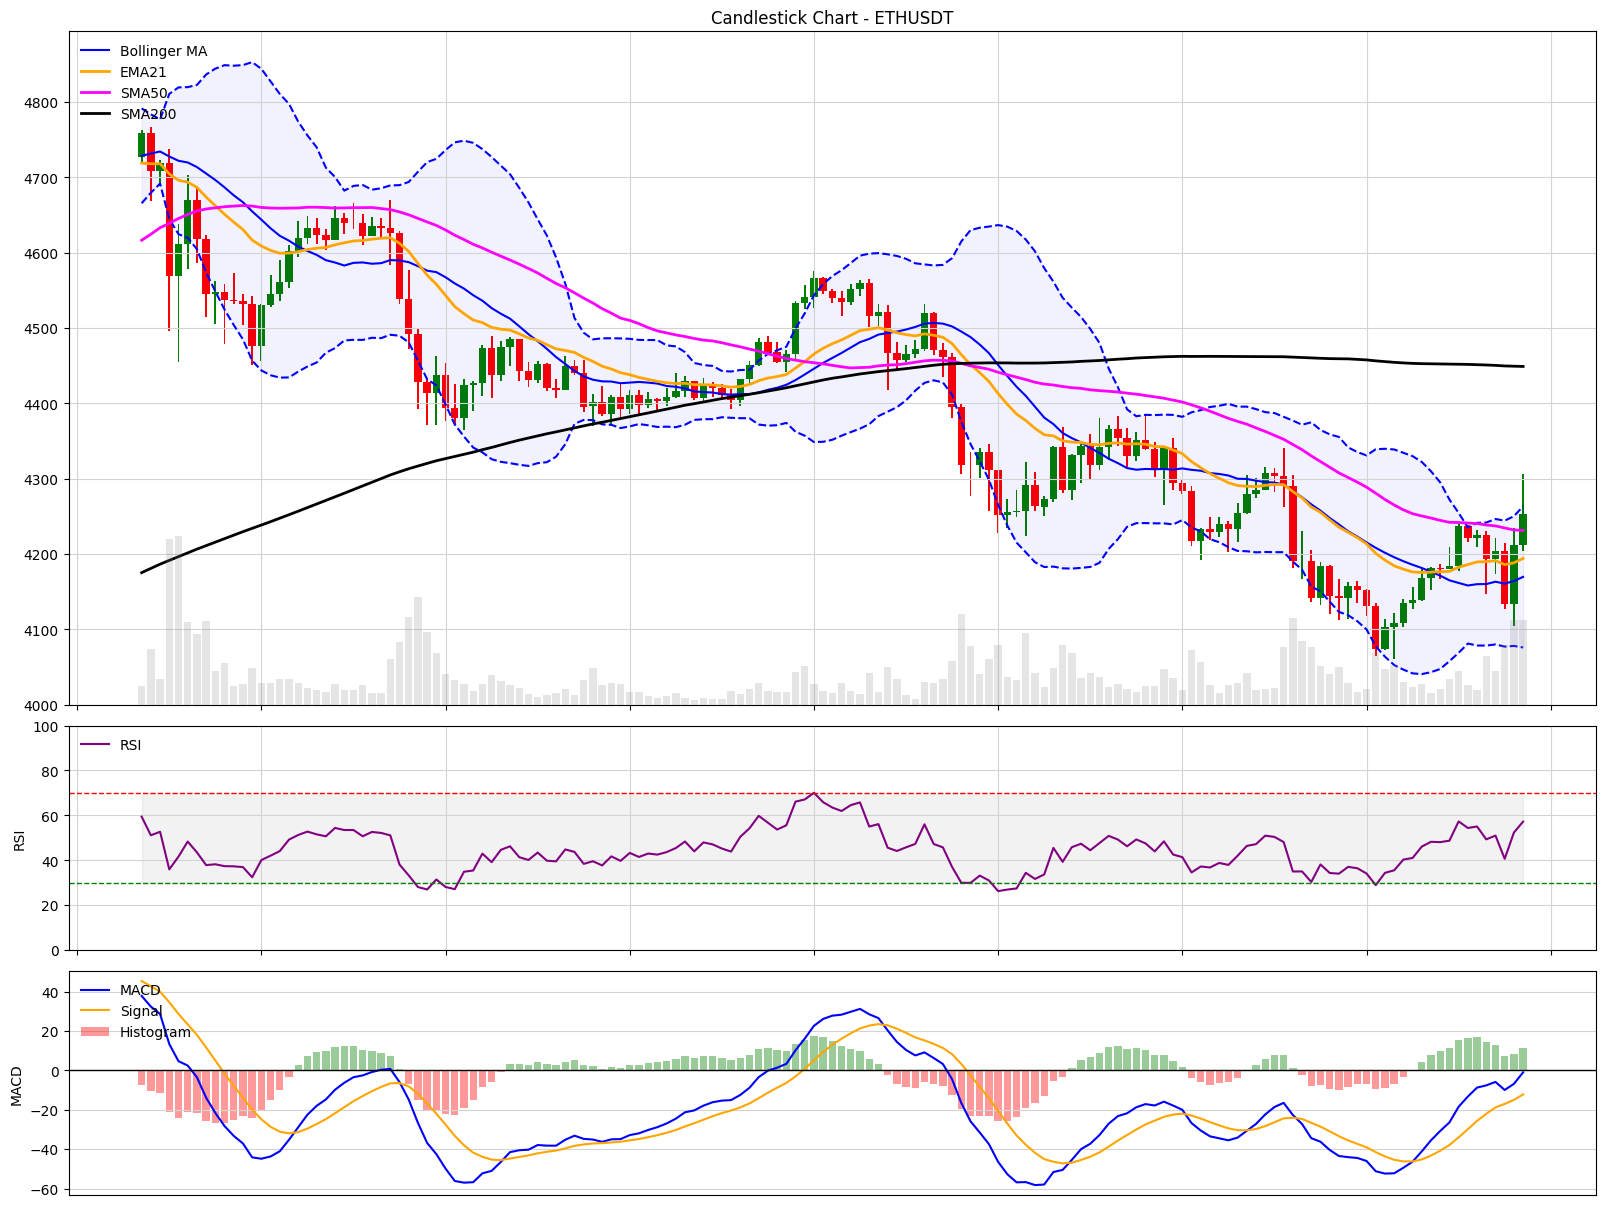 Candlestick Chart - ETHUSDT
Bollinger MA
EMA21
SMA50
SMA200
4800
4700
4600
4500
4400
4300
4200
4100
4000
RSI
100
80
60
40
20
0
RSI
MACD
Signal
Histogram
40
20
0
−20
−40
−60
MACD